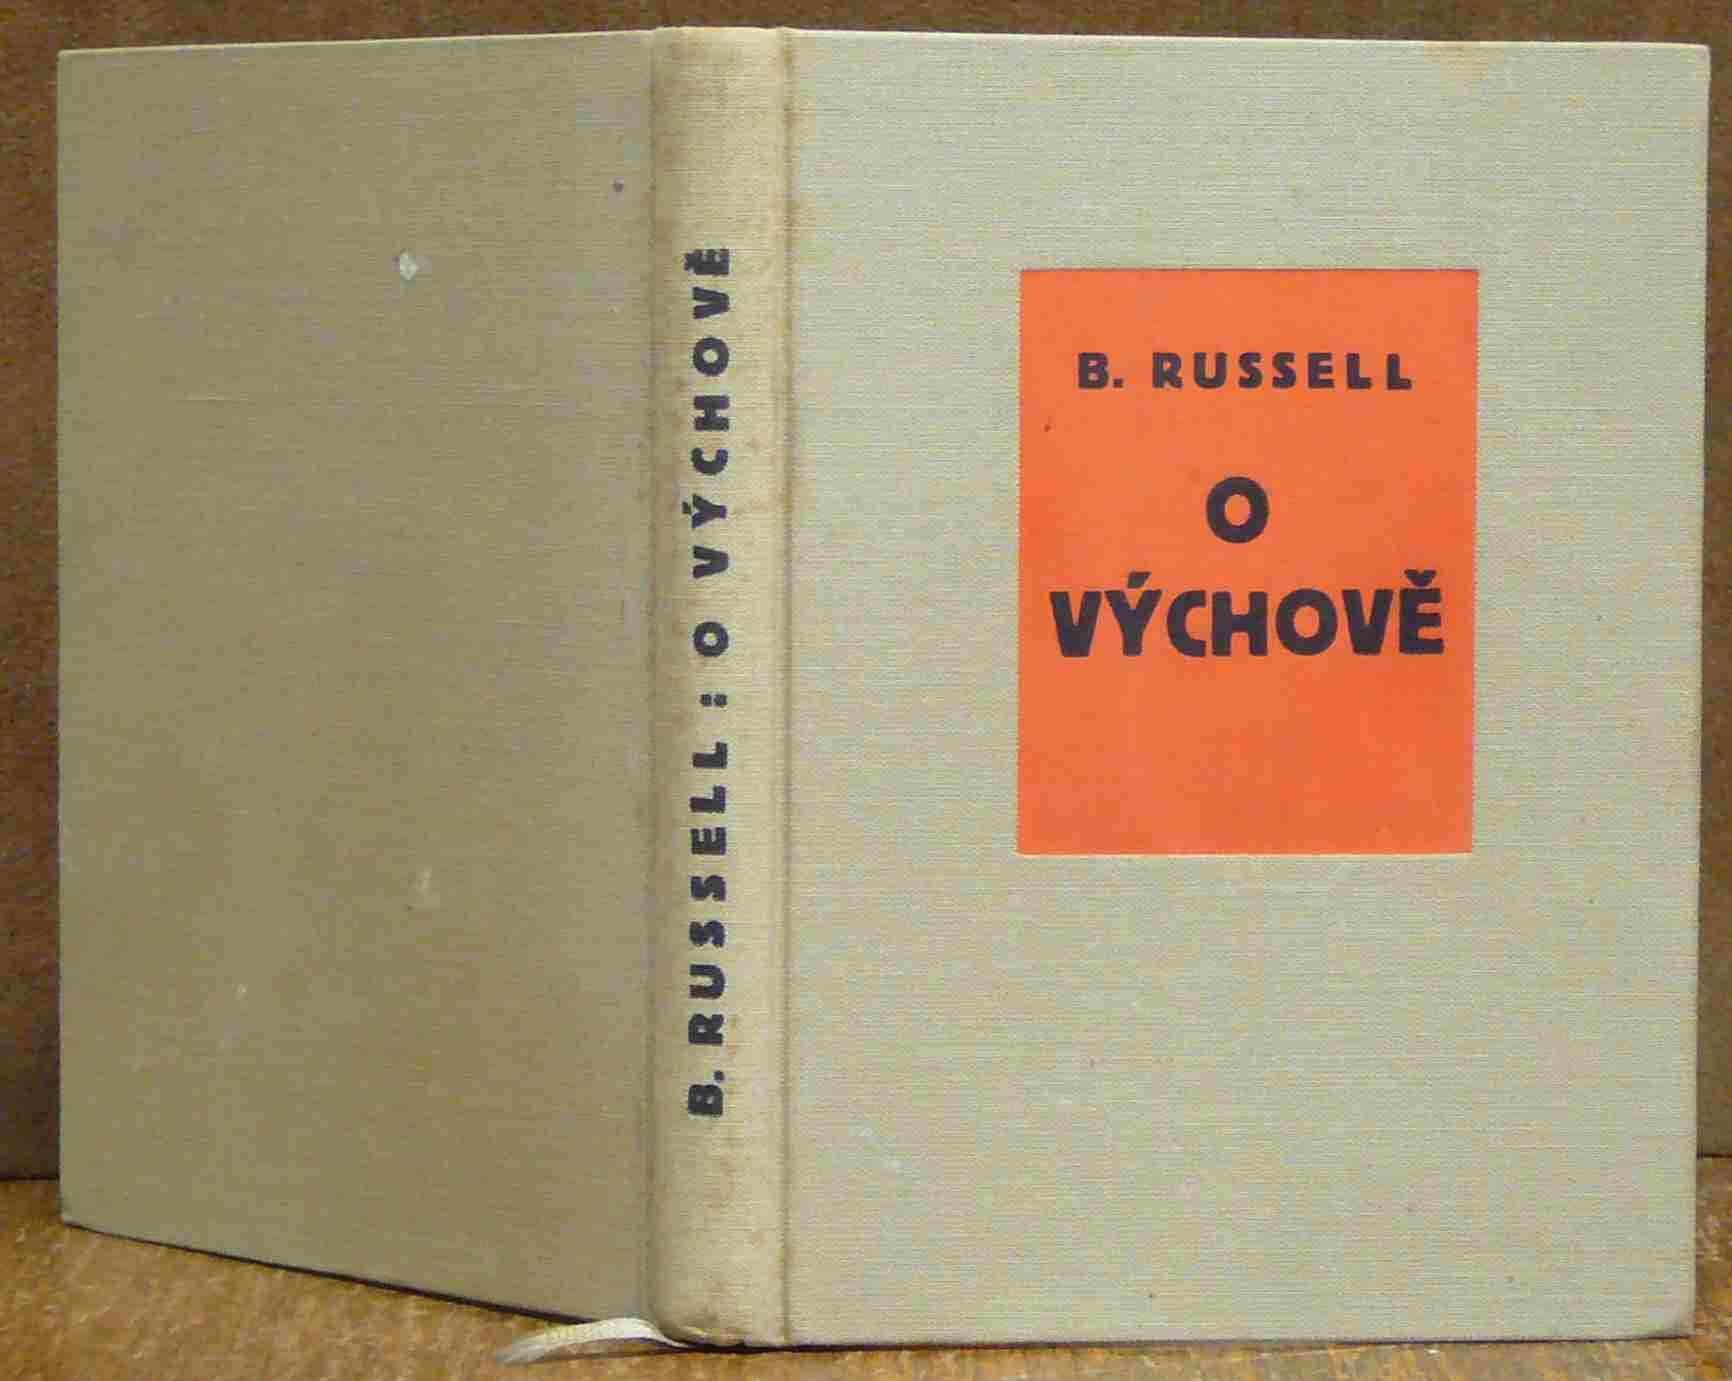 B. RUSSELL : O VÝCHOVĚ
B. RUSSELL
O
VÝCHOVĚ